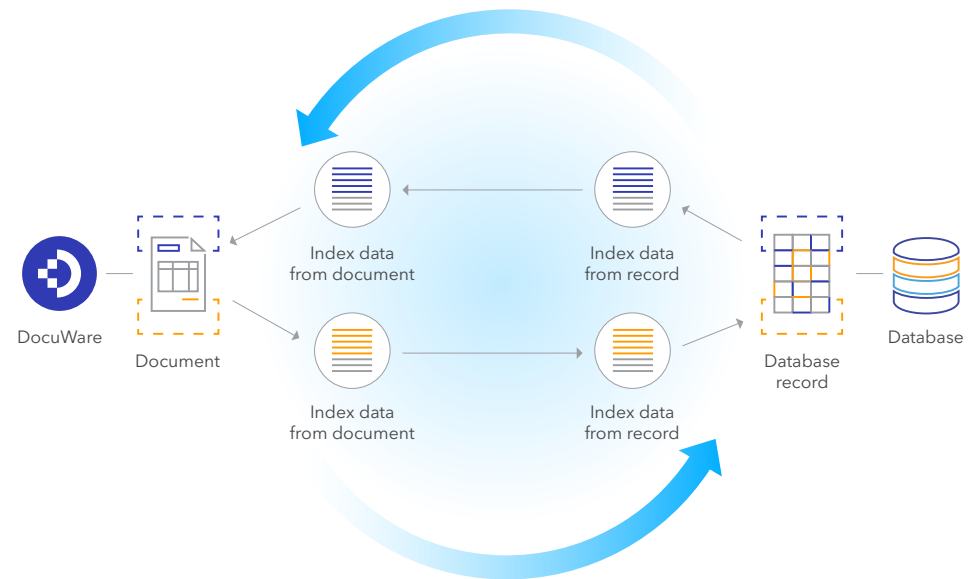 Index data
from document
Index data
from record
DocuWare
Document
Database
record
Database
Index data
from document
Index data
from record